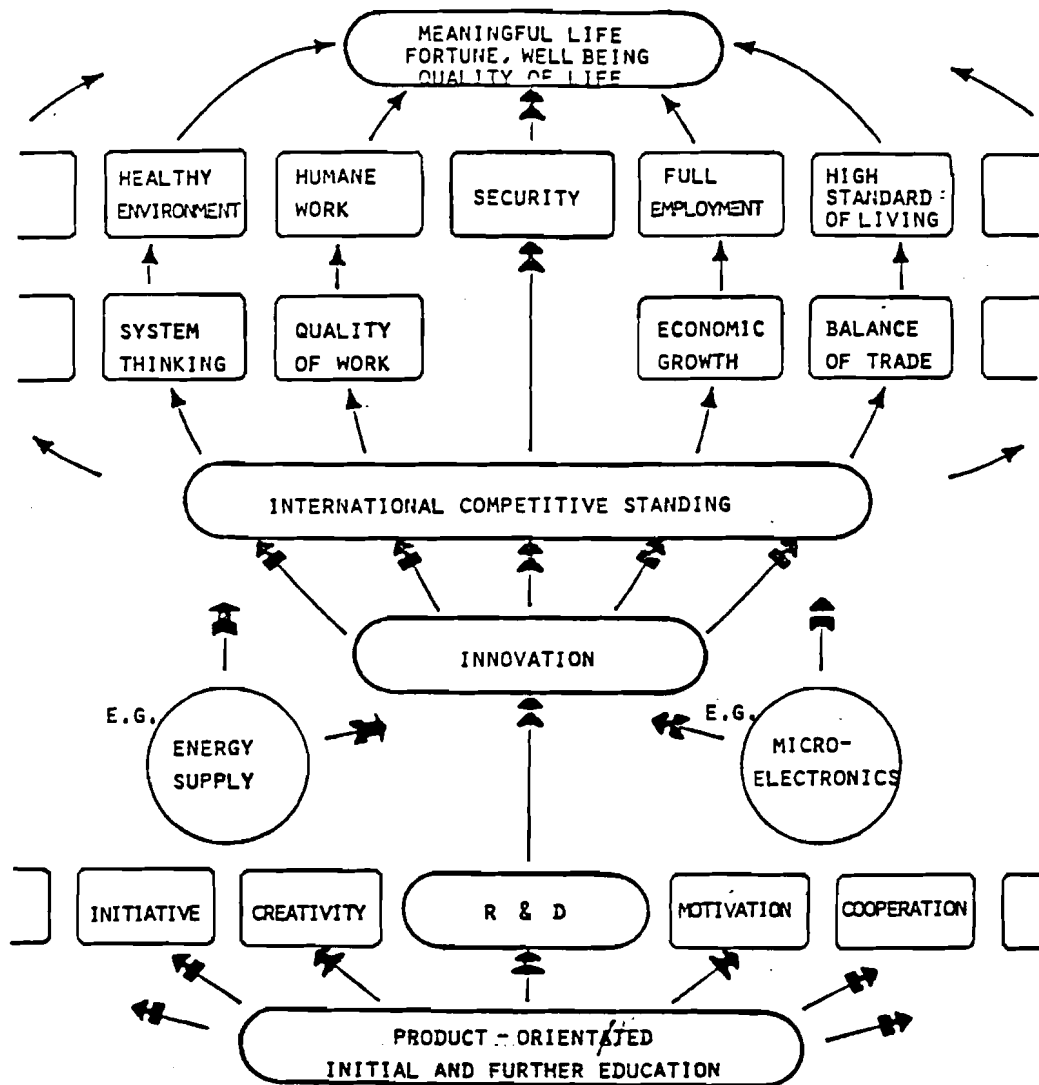 MEANINGFUL LIFE
FORTUNE, WELL BEING
QUALITY OF LIFE
HEALTHY
ENVIRONMENT
HUMANE
WORK
SECURITY
FULL
EMPLOYMENT
HIGH
STANDARD
OF LIVING
SYSTEM
THINKING
QUALITY
OF WORK
ECONOMIC
GROWTH
BALANCE
OF TRADE
INTERNATIONAL COMPETITIVE STANDING
INNOVATION
E.G.
ENERGY
SUPPLY
E.G.
MICRO-
ELECTRONICS
INITIATIVE
CREATIVITY
R & D
MOTIVATION
COOPERATION
PRODUCT - ORIENTATED
INITIAL AND FURTHER EDUCATION